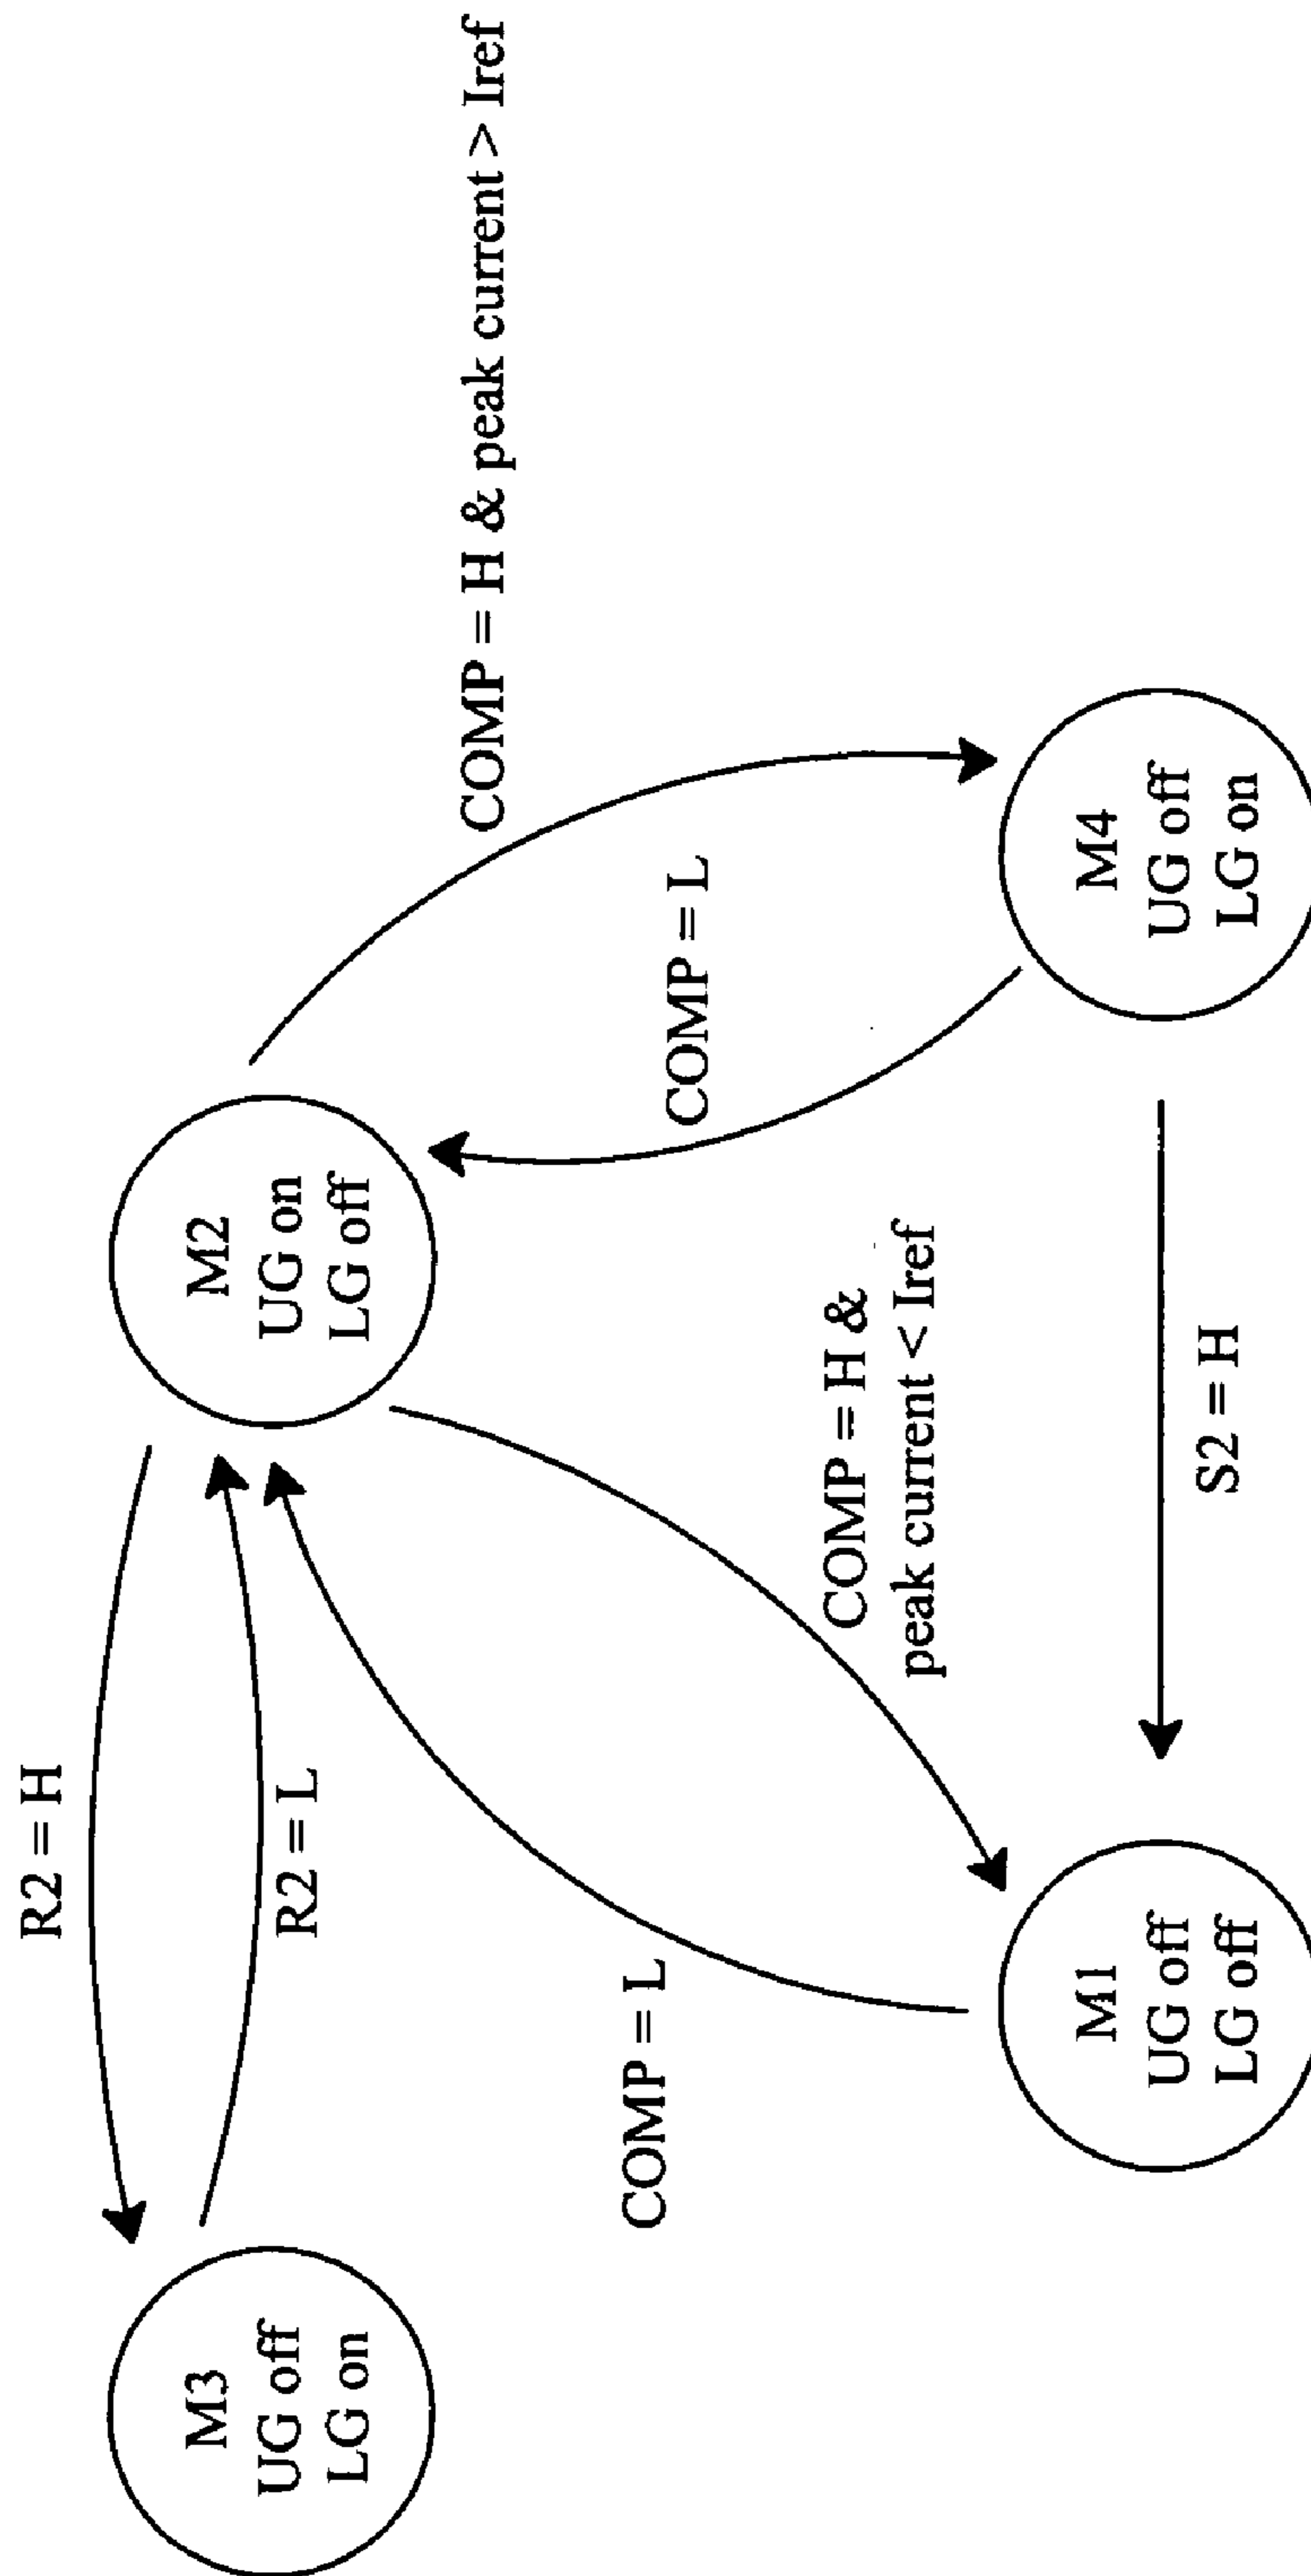 R2 = H
M3
UG off
LG on
R2 = L
M2
UG on
LG off
COMP = H & peak current > Iref
COMP = L
COMP = L
COMP = H &
peak current < Iref
M1
UG off
LG off
S2 = H
M4
UG off
LG on